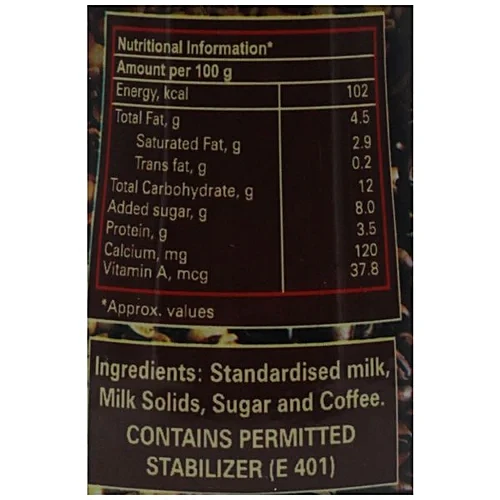 Nutritional Information*
Amount per 100 g
Energy, kcal 102
Total Fat, g 4.5
Saturated Fat, g 2.9
Trans fat, g 0.2
Total Carbohydrate, g 12
Added sugar, g 8.0
Protein, g 3.5
Calcium, mg 120
Vitamin A, mcg 37.8
*Approx. values
Ingredients: Standardised milk,
Milk Solids, Sugar and Coffee.
CONTAINS PERMITTED
STABILIZER (E 401)